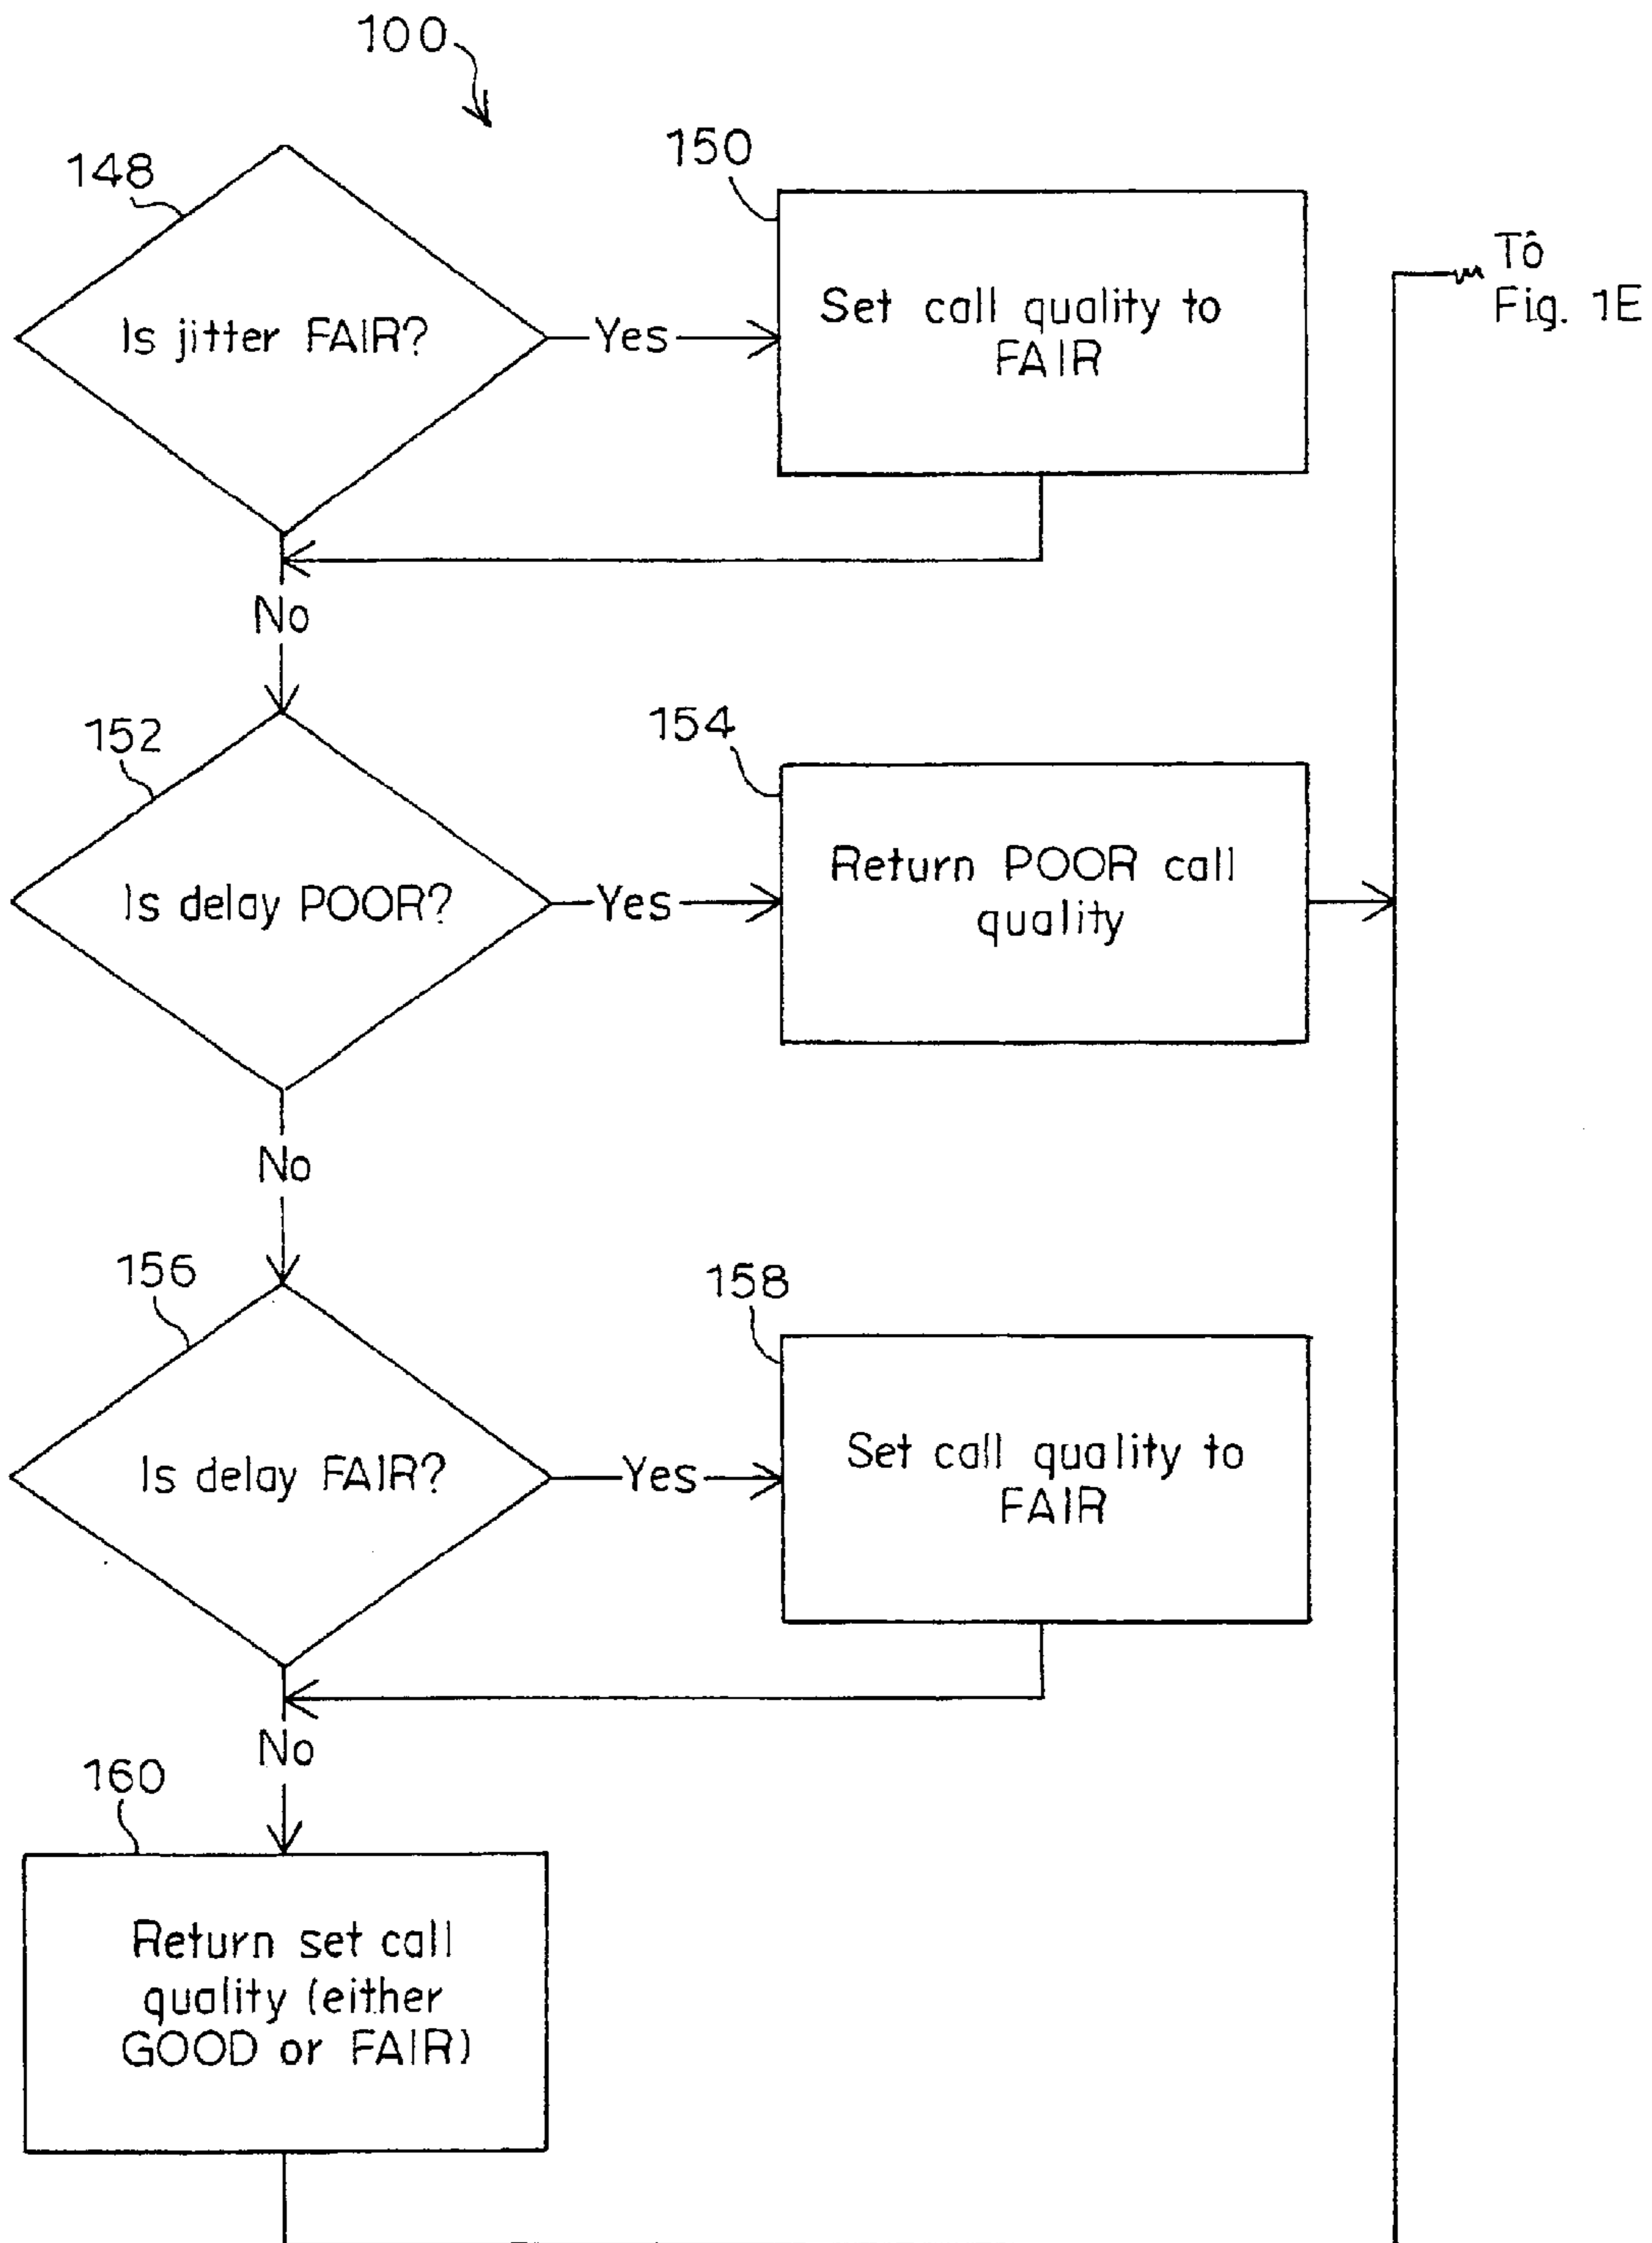 100
148
150
Is jitter FAIR?
Yes
Set call quality to
FAIR
To
Fig. 1E
No
152
154
Is delay POOR?
Yes
Return POOR call
quality
No
156
158
Is delay FAIR?
Yes
Set call quality to
FAIR
No
160
Return set call
quality (either
GOOD or FAIR)